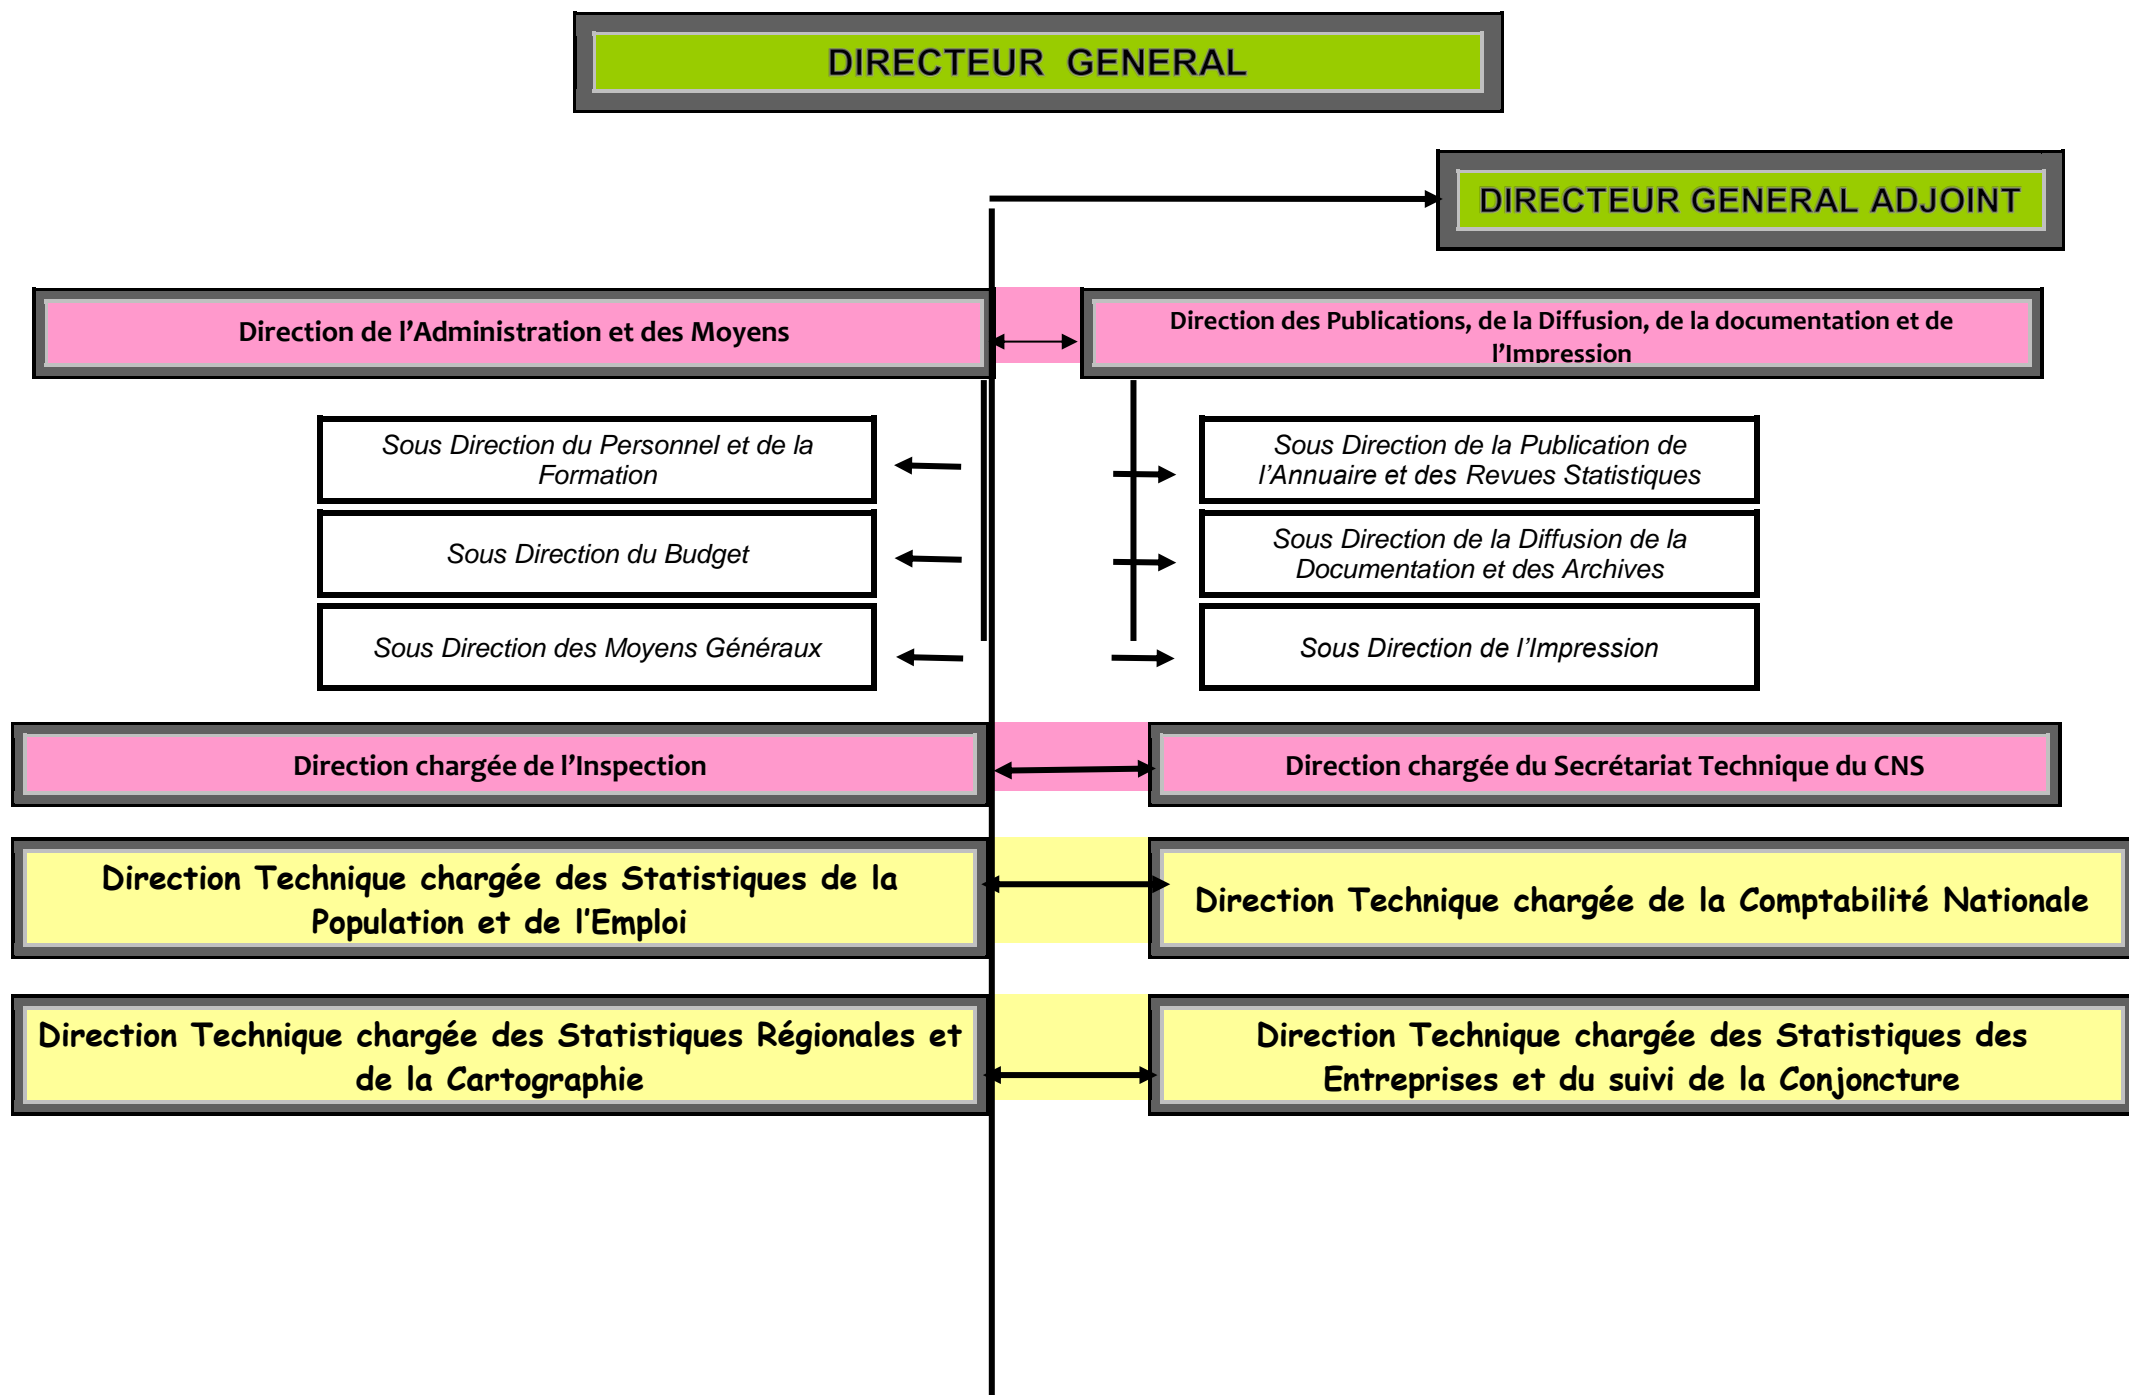 DIRECTEUR GENERAL
DIRECTEUR GENERAL ADJOINT
Direction de l’Administration et des Moyens
Direction des Publications, de la Diffusion, de la documentation et de
l’Impression
Sous Direction du Personnel et de la
Formation
Sous Direction de la Publication de
l’Annuaire et des Revues Statistiques
Sous Direction du Budget
Sous Direction de la Diffusion de la
Documentation et des Archives
Sous Direction des Moyens Généraux
Sous Direction de l’Impression
Direction chargée de l’Inspection
Direction chargée du Secrétariat Technique du CNS
Direction Technique chargée des Statistiques de la
Population et de l’Emploi
Direction Technique chargée de la Comptabilité Nationale
Direction Technique chargée des Statistiques Régionales et
de la Cartographie
Direction Technique chargée des Statistiques des
Entreprises et du suivi de la Conjoncture